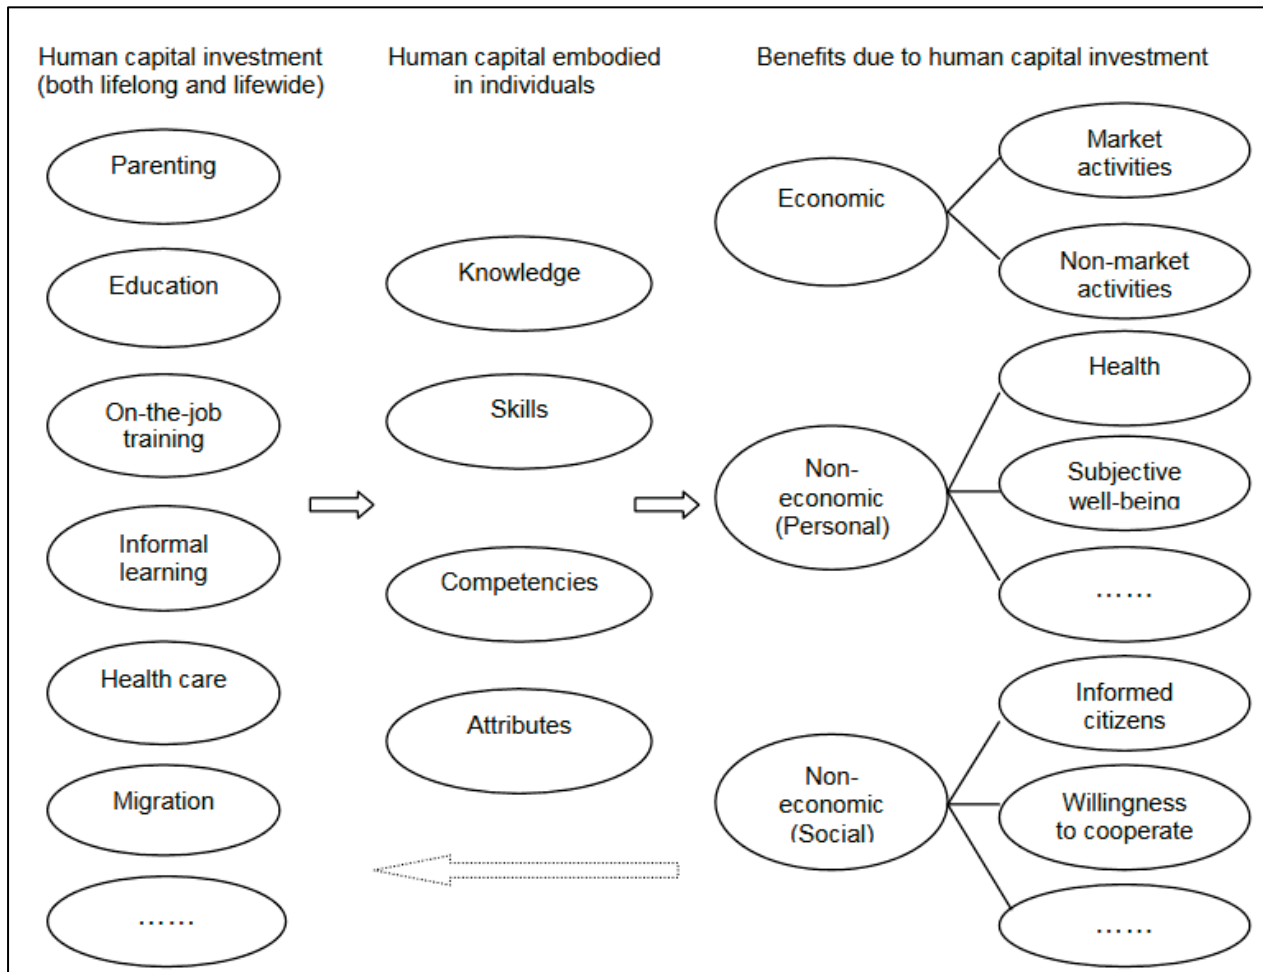 Human capital investment
(both lifelong and lifewide)
Parenting
Education
On-the-job
training
Informal
learning
Health care
Migration
......
Human capital embodied
in individuals
Knowledge
Skills
Competencies
Attributes
Benefits due to human capital investment
Economic
Market
activities
Non-market
activities
Non-
economic
(Personal)
Health
Subjective
well-being
......
Non-
economic
(Social)
Informed
citizens
Willingness
to cooperate
......